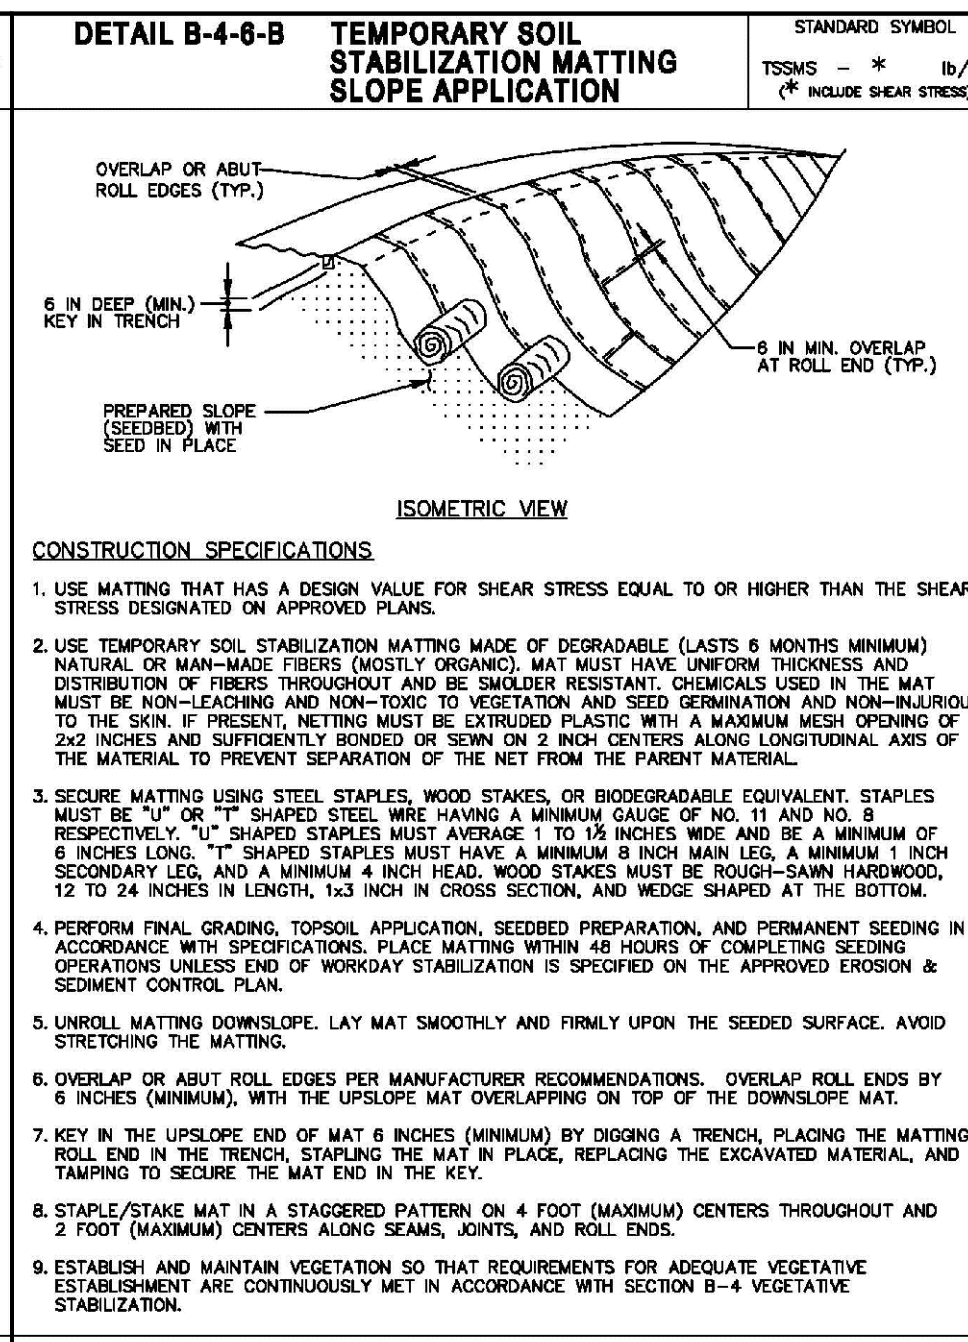 DETAIL B-4-6-B
TEMPORARY SOIL
STABILIZATION MATTING
SLOPE APPLICATION
STANDARD SYMBOL
TSSMS - * lb/
(* INCLUDE SHEAR STRESS)
OVERLAP OR ABUT
ROLL EDGES (TYP.)
6 IN DEEP (MIN.)
KEY IN TRENCH
6 IN MIN. OVERLAP
AT ROLL END (TYP.)
PREPARED SLOPE
(SEEDBED) WITH
SEED IN PLACE
ISOMETRIC VIEW
CONSTRUCTION SPECIFICATIONS
1. USE MATTING THAT HAS A DESIGN VALUE FOR SHEAR STRESS EQUAL TO OR HIGHER THAN THE SHEAR
STRESS DESIGNATED ON APPROVED PLANS.
2. USE TEMPORARY SOIL STABILIZATION MATTING MADE OF DEGRADABLE (LASTS 6 MONTHS MINIMUM)
NATURAL OR MAN-MADE FIBERS (MOSTLY ORGANIC). MAT MUST HAVE UNIFORM THICKNESS AND
DISTRIBUTION OF FIBERS THROUGHOUT AND BE SMOLDER RESISTANT. CHEMICALS USED IN THE MAT
MUST BE NON-LEACHING AND NON-TOXIC TO VEGETATION AND SEED GERMINATION AND NON-INJURIOU
TO THE SKIN. IF PRESENT, NETTING MUST BE EXTRUDED PLASTIC WITH A MAXIMUM MESH OPENING OF
2x2 INCHES AND SUFFICIENTLY BONDED OR SEWN ON 2 INCH CENTERS ALONG LONGITUDINAL AXIS OF
THE MATERIAL TO PREVENT SEPARATION OF THE NET FROM THE PARENT MATERIAL.
3. SECURE MATTING USING STEEL STAPLES, WOOD STAKES, OR BIODEGRADABLE EQUIVALENT. STAPLES
MUST BE "U" OR "T" SHAPED STEEL WIRE HAVING A MINIMUM GAUGE OF NO. 11 AND NO. 8
RESPECTIVELY. "U" SHAPED STAPLES MUST AVERAGE 1 TO 1½ INCHES WIDE AND BE A MINIMUM OF
6 INCHES LONG. "T" SHAPED STAPLES MUST HAVE A MINIMUM 8 INCH MAIN LEG, A MINIMUM 1 INCH
SECONDARY LEG, AND A MINIMUM 4 INCH HEAD. WOOD STAKES MUST BE ROUGH-SAWN HARDWOOD,
12 TO 24 INCHES IN LENGTH, 1x3 INCH IN CROSS SECTION, AND WEDGE SHAPED AT THE BOTTOM.
4. PERFORM FINAL GRADING, TOPSOIL APPLICATION, SEEDBED PREPARATION, AND PERMANENT SEEDING IN
ACCORDANCE WITH SPECIFICATIONS. PLACE MATTING WITHIN 48 HOURS OF COMPLETING SEEDING
OPERATIONS UNLESS END OF WORKDAY STABILIZATION IS SPECIFIED ON THE APPROVED EROSION &
SEDIMENT CONTROL PLAN.
5. UNROLL MATTING DOWNSLOPE. LAY MAT SMOOTHLY AND FIRMLY UPON THE SEEDED SURFACE. AVOID
STRETCHING THE MATTING.
6. OVERLAP OR ABUT ROLL EDGES PER MANUFACTURER RECOMMENDATIONS. OVERLAP ROLL ENDS BY
6 INCHES (MINIMUM), WITH THE UPSLOPE MAT OVERLAPPING ON TOP OF THE DOWNSLOPE MAT.
7. KEY IN THE UPSLOPE END OF MAT 6 INCHES (MINIMUM) BY DIGGING A TRENCH, PLACING THE MATTING
ROLL END IN THE TRENCH, STAPLING THE MAT IN PLACE, REPLACING THE EXCAVATED MATERIAL, AND
TAMPING TO SECURE THE MAT END IN THE KEY.
8. STAPLE/STAKE MAT IN A STAGGERED PATTERN ON 4 FOOT (MAXIMUM) CENTERS THROUGHOUT AND
2 FOOT (MAXIMUM) CENTERS ALONG SEAMS, JOINTS, AND ROLL ENDS.
9. ESTABLISH AND MAINTAIN VEGETATION SO THAT REQUIREMENTS FOR ADEQUATE VEGETATIVE
ESTABLISHMENT ARE CONTINUOUSLY MET IN ACCORDANCE WITH SECTION B-4 VEGETATIVE
STABILIZATION.